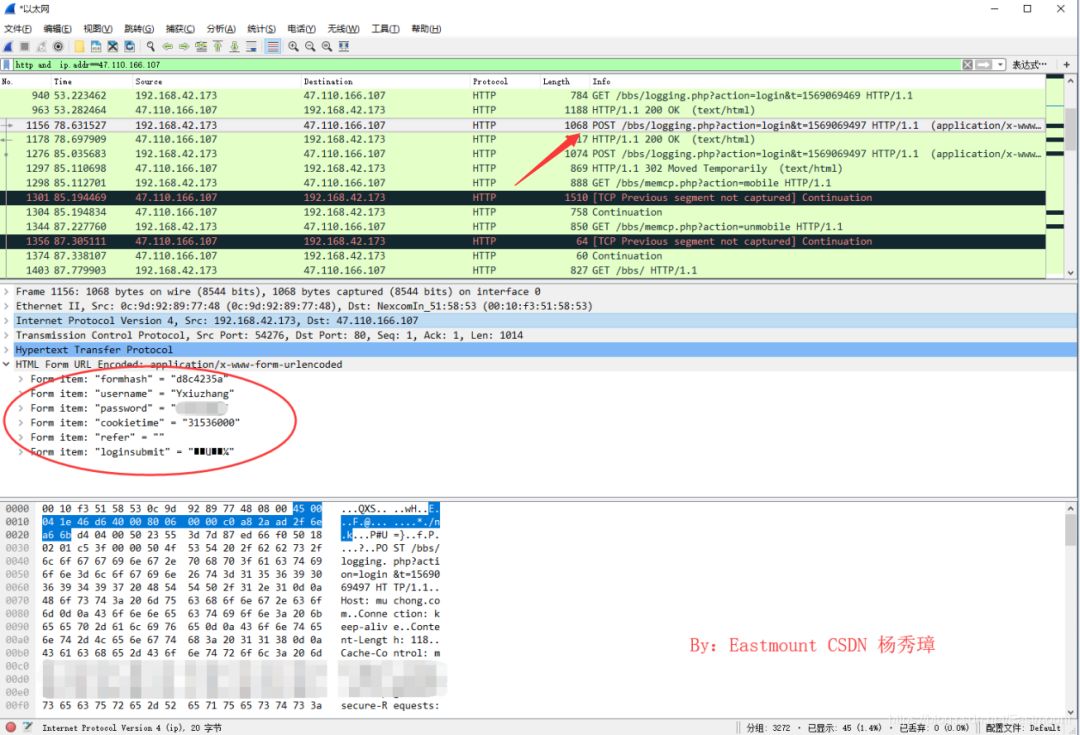 *以太网
文件(F) 编辑(E) 视图(V) 跳转(G) 捕获(C) 分析(A) 统计(S) 电话(Y) 无线(W) 工具(T) 帮助(H)
http and ip.addr==47.110.166.107 表达式… +
No. Time Source Destination Protocol Length Info
940 53.223462 192.168.42.173 47.110.166.107 HTTP 784 GET /bbs/logging.php?action=login&t=1569069469 HTTP/1.1
963 53.282464 47.110.166.107 192.168.42.173 HTTP 1188 HTTP/1.1 200 OK (text/html)
1156 78.631527 192.168.42.173 47.110.166.107 HTTP 1068 POST /bbs/logging.php?action=login&t=1569069497 HTTP/1.1 (application/x-www…
1178 78.697909 47.110.166.107 192.168.42.173 HTTP HTTP/1.1 200 OK (text/html)
1276 85.035683 192.168.42.173 47.110.166.107 HTTP 1074 POST /bbs/logging.php?action=login&t=1569069497 HTTP/1.1 (application/x-www…
1297 85.110698 47.110.166.107 192.168.42.173 HTTP 869 HTTP/1.1 302 Moved Temporarily (text/html)
1298 85.112701 192.168.42.173 47.110.166.107 HTTP 888 GET /bbs/memcp.php?action=mobile HTTP/1.1
1301 85.194469 47.110.166.107 192.168.42.173 HTTP 1510 [TCP Previous segment not captured] Continuation
1304 85.194834 47.110.166.107 192.168.42.173 HTTP 758 Continuation
1344 87.227760 192.168.42.173 47.110.166.107 HTTP 850 GET /bbs/memcp.php?action=unmobile HTTP/1.1
1356 87.305111 47.110.166.107 192.168.42.173 HTTP 64 [TCP Previous segment not captured] Continuation
1374 87.338107 47.110.166.107 192.168.42.173 HTTP 60 Continuation
1403 87.779903 192.168.42.173 47.110.166.107 HTTP 827 GET /bbs/ HTTP/1.1
Frame 1156: 1068 bytes on wire (8544 bits), 1068 bytes captured (8544 bits) on interface 0
Ethernet II, Src: 0c:9d:92:89:77:48 (0c:9d:92:89:77:48), Dst: NexcomIn_51:58:53 (00:10:f3:51:58:53)
Internet Protocol Version 4, Src: 192.168.42.173, Dst: 47.110.166.107
Transmission Control Protocol, Src Port: 54276, Dst Port: 80, Seq: 1, Ack: 1, Len: 1014
Hypertext Transfer Protocol
HTML Form URL Encoded: application/x-www-form-urlencoded
Form item: "formhash" = "d8c4235a"
Form item: "username" = "Yxiuzhang"
Form item: "password" = "
Form item: "cookietime" = "31536000"
Form item: "refer" = ""
Form item: "loginsubmit" = "■■U■■%"
0000 00 10 f3 51 58 53 0c 9d 92 89 77 48 08 00 45 00 ...QXS.. ..wH..E.
0010 04 1e 46 d6 40 00 80 06 00 00 c0 a8 2a ad 2f 6e ..F.@... ....*./n
0020 a6 6b d4 04 00 50 23 55 3d 7d 87 ed 66 f0 50 18 .k...P#U =}..f.P.
0030 02 01 c5 3f 00 00 50 4f 53 54 20 2f 62 62 73 2f ...?..PO ST /bbs/
0040 6c 6f 67 67 69 6e 67 2e 70 68 70 3f 61 63 74 69 logging. php?acti
0050 6f 6e 3d 6c 6f 67 69 6e 26 74 3d 31 35 36 39 30 on=login &t=15690
0060 36 39 34 39 37 20 48 54 54 50 2f 31 2e 31 0d 0a 69497 HT TP/1.1..
0070 48 6f 73 74 3a 20 6d 75 63 68 6f 6e 67 2e 63 6f Host: mu chong.co
0080 6d 0d 0a 43 6f 6e 6e 65 63 74 69 6f 6e 3a 20 6b m..Conne ction: k
0090 65 65 70 2d 61 6c 69 76 65 0d 0a 43 6f 6e 74 65 eep-aliv e..Conte
00a0 6e 74 2d 4c 65 6e 67 74 68 3a 20 31 31 38 0d 0a nt-Lengt h: 118..
00b0 43 61 63 68 65 2d 43 6f 6e 74 72 6f 6c 3a 20 6d Cache-Co ntrol: m
00c0
00d0
00e0
00f0 73 65 63 75 72 65 2d 52 65 71 75 65 73 74 73 3a secure-R equests:
By: Eastmount CSDN 杨秀璋
Internet Protocol Version 4 (ip), 20 字节 分组: 3272 · 已显示: 45 (1.4%) · 已丢弃: 0 (0.0%) 配置文件: Default